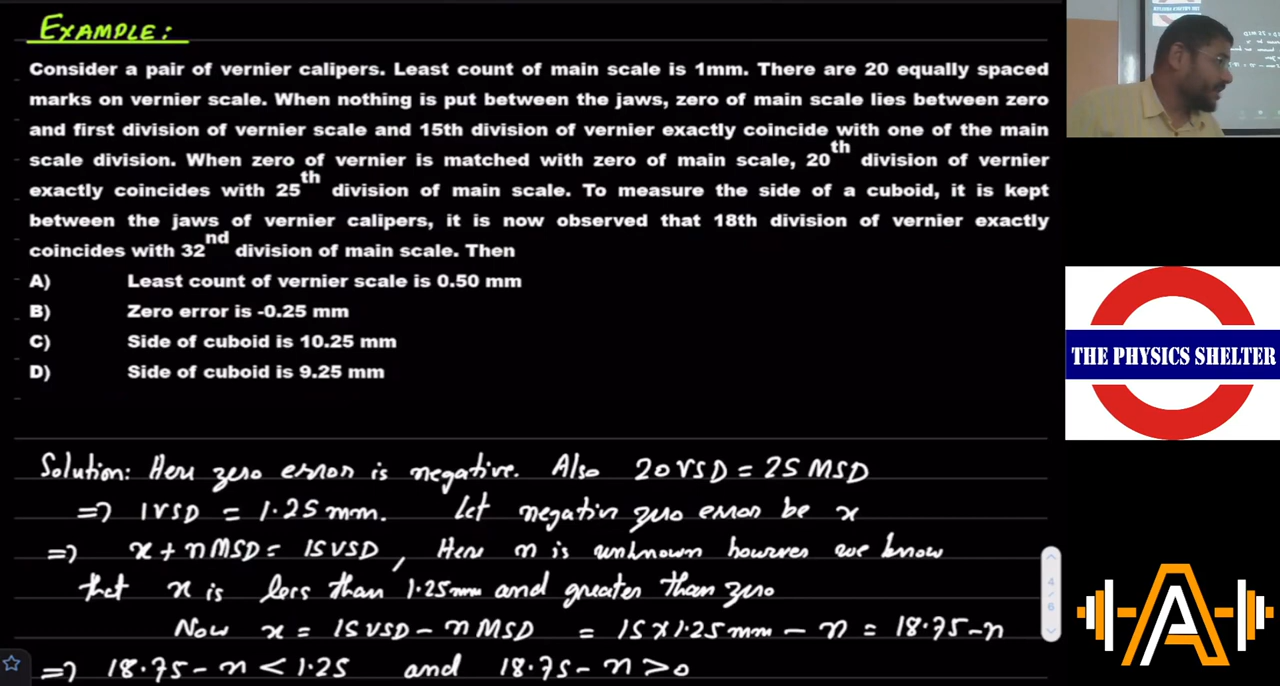 EXAMPLE:
Consider a pair of vernier calipers. Least count of main scale is 1mm. There are 20 equally spaced
marks on vernier scale. When nothing is put between the jaws, zero of main scale lies between zero
and first division of vernier scale and 15th division of vernier exactly coincide with one of the main
scale division. When zero of vernier is matched with zero of main scale, 20th division of vernier
exactly coincides with 25th division of main scale. To measure the side of a cuboid, it is kept
between the jaws of vernier calipers, it is now observed that 18th division of vernier exactly
coincides with 32nd division of main scale. Then
A) Least count of vernier scale is 0.50 mm
B) Zero error is -0.25 mm
C) Side of cuboid is 10.25 mm
D) Side of cuboid is 9.25 mm
THE PHYSICS SHELTER
Solution: Here zero error is negative. Also 20 VSD = 25 MSD
=> 1VSD = 1.25 mm. Let negative zero error be x
=> x + n MSD = 15 VSD, Here n is unknown however we know
that x is less than 1.25mm and greater than zero
Now x = 15 VSD - n MSD = 15 x 1.25 mm - n = 18.75 - n
=> 18.75 - n < 1.25 and 18.75 - n > 0
4/6